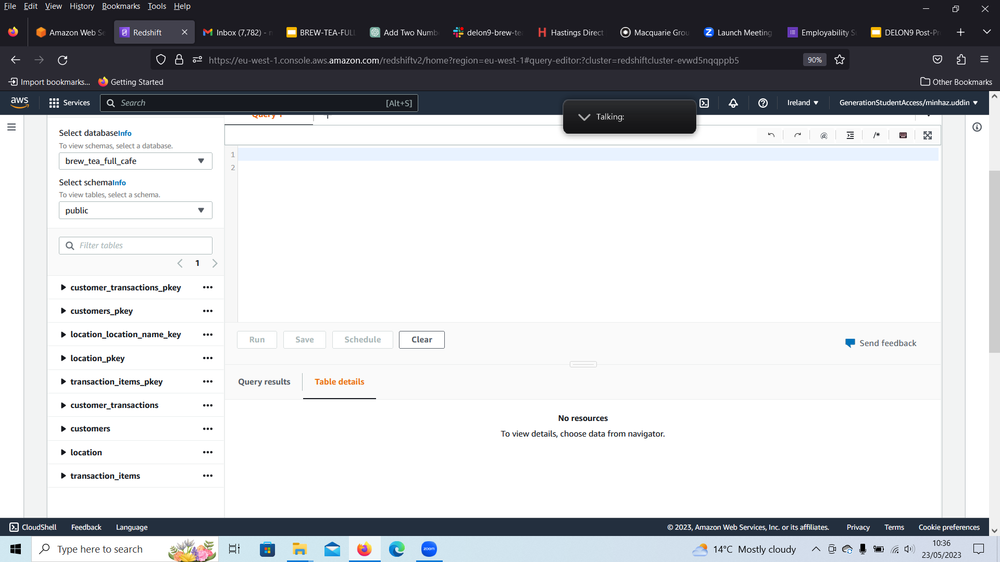 File Edit View History Bookmarks Tools Help
Amazon Web Se
Redshift
Inbox (7,782) - m
BREW-TEA-FULL
Add Two Numb
delon9-brew-te
Hastings Direct
Macquarie Grou
Launch Meeting
Employability S
DELON9 Post-Pr
https://eu-west-1.console.aws.amazon.com/redshiftv2/home?region=eu-west-1#query-editor:?cluster=redshiftcluster-evwd5nqqppb5
90%
Import bookmarks...
Getting Started
Other Bookmarks
aws
Services
Search
[Alt+S]
Talking:
Ireland
GenerationStudentAccess/minhaz.uddin
Query 1
Select database Info
To view schemas, select a database.
brew_tea_full_cafe
Select schema Info
To view tables, select a schema.
public
Filter tables
1
customer_transactions_pkey
customers_pkey
location_location_name_key
location_pkey
transaction_items_pkey
customer_transactions
customers
location
transaction_items
@
/*
1
2
Run
Save
Schedule
Clear
Send feedback
Query results
Table details
No resources
To view details, choose data from navigator.
CloudShell
Feedback
Language
© 2023, Amazon Web Services, Inc. or its affiliates.
Privacy
Terms
Cookie preferences
Type here to search
zoom
14°C Mostly cloudy
10:36
23/05/2023